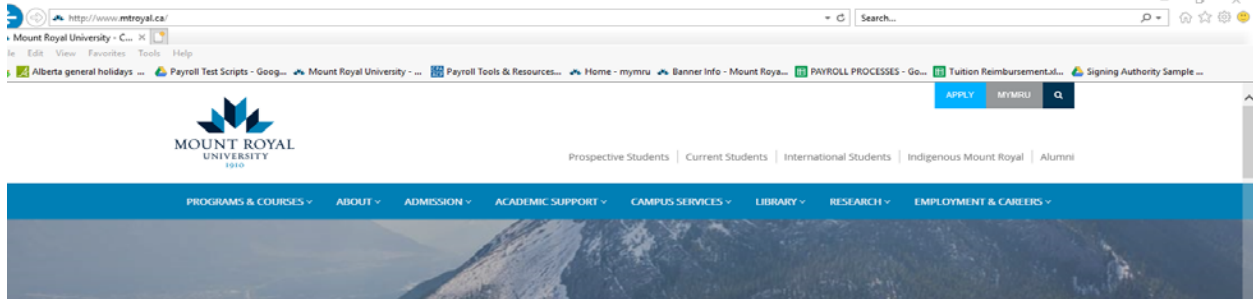 http://www.mtroyal.ca/ Search...
Mount Royal University - C...
Edit View Favorites Tools Help
Alberta general holidays ... Payroll Test Scripts - Goog... Mount Royal University - ... Payroll Tools & Resources... Home - mymru Banner Info - Mount Roya... PAYROLL PROCESSES - Go... Tuition Reimbursement.xl... Signing Authority Sample ...
APPLY MYMRU
MOUNT ROYAL
UNIVERSITY
1910
Prospective Students | Current Students | International Students | Indigenous Mount Royal | Alumni
PROGRAMS & COURSES ABOUT ADMISSION ACADEMIC SUPPORT CAMPUS SERVICES LIBRARY RESEARCH EMPLOYMENT & CAREERS